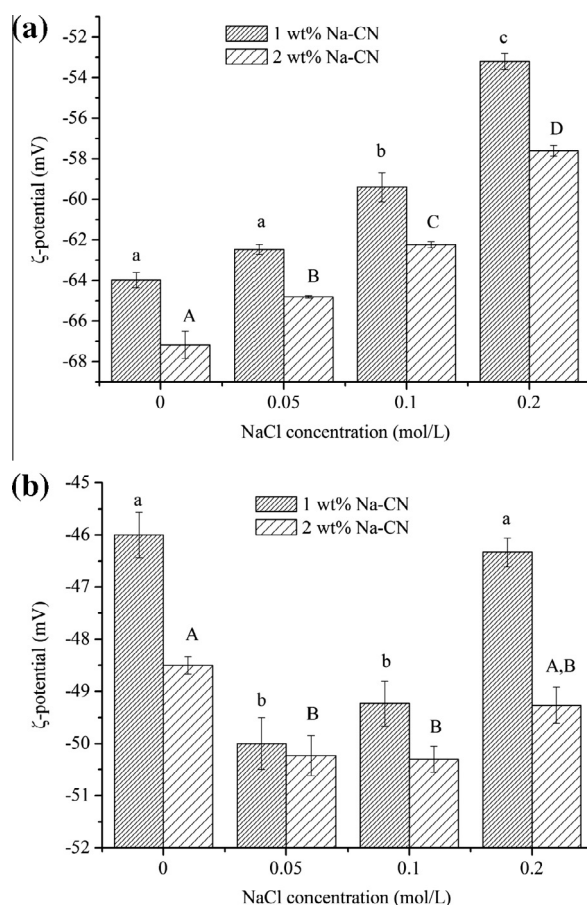 (a)
1 wt% Na-CN
2 wt% Na-CN
-52
-54
-56
-58
-60
-62
-64
-66
-68
ζ-potential (mV)
a
A
a
B
b
C
c
D
0
0.05
0.1
0.2
NaCl concentration (mol/L)
(b)
1 wt% Na-CN
2 wt% Na-CN
-45
-46
-47
-48
-49
-50
-51
-52
ζ-potential (mV)
a
A
b
B
b
B
a
A,B
0
0.05
0.1
0.2
NaCl concentration (mol/L)